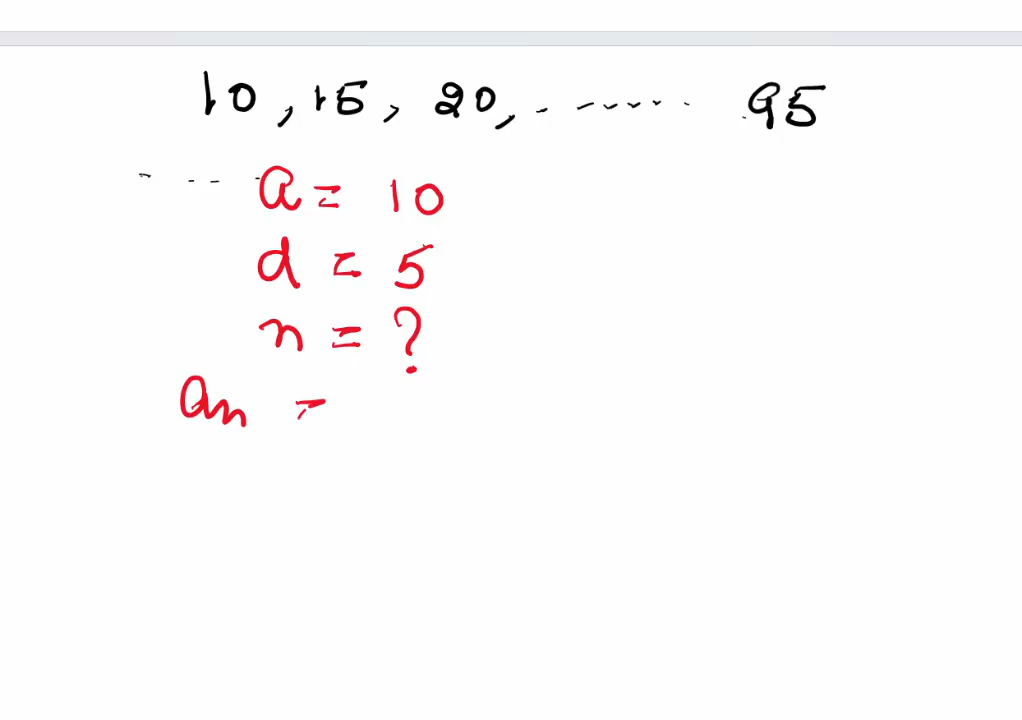 10, 15, 20, ....... 95
a = 10
d = 5
n = ?
an =